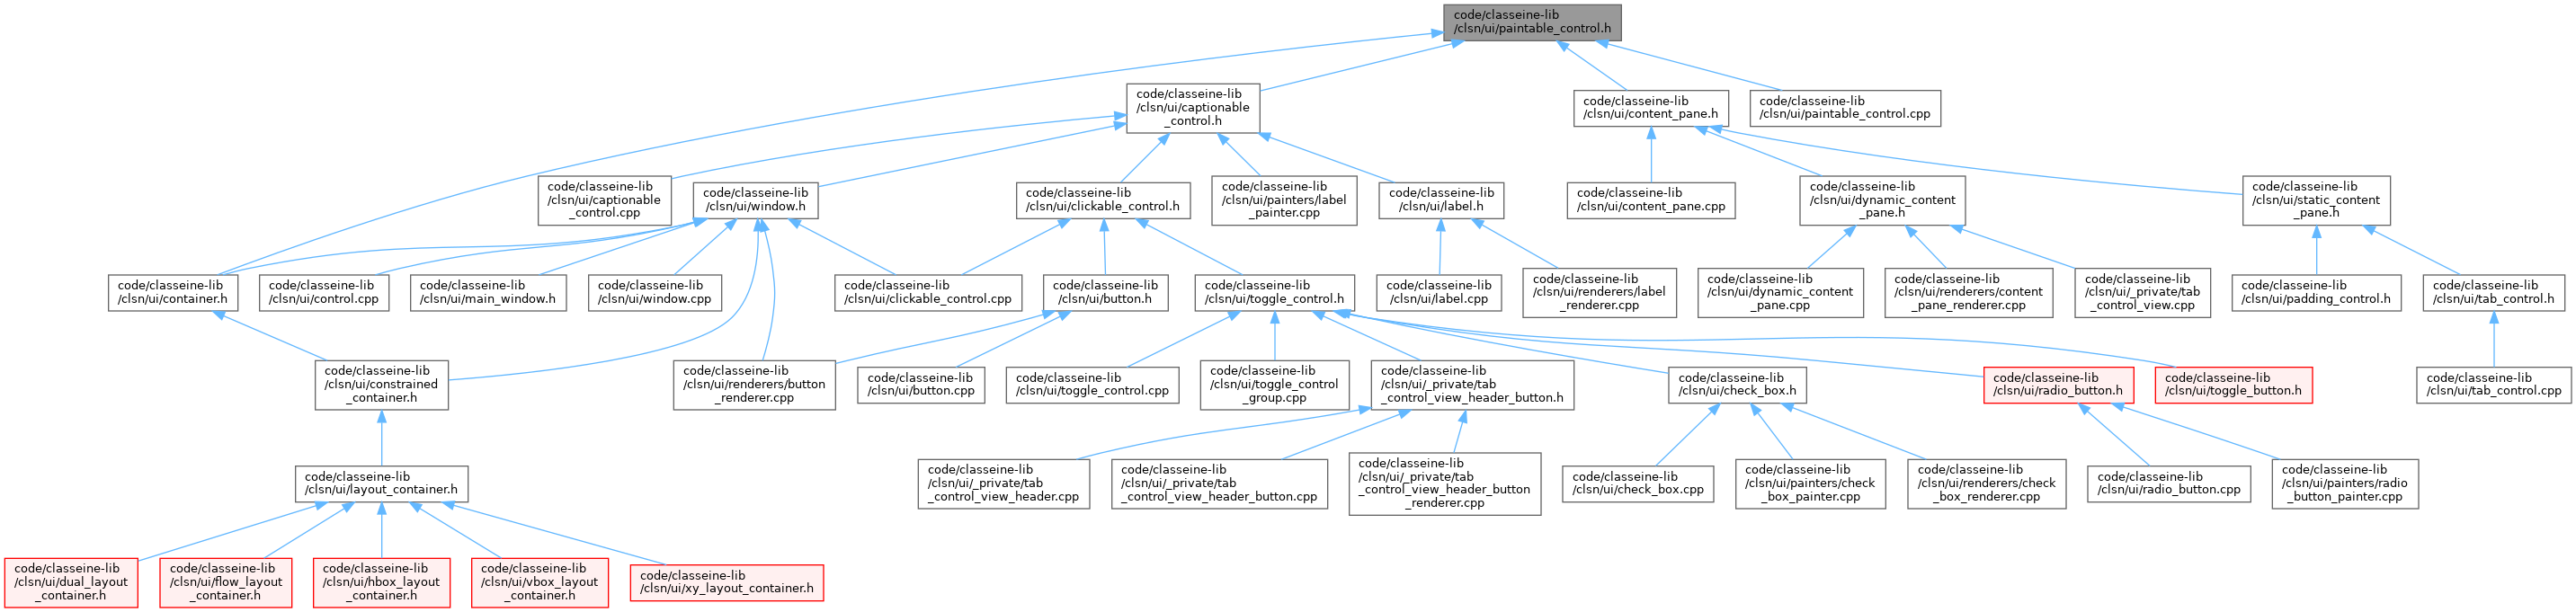 code/classeine-lib
/clsn/ui/paintable_control.h
code/classeine-lib
/clsn/ui/captionable
_control.h
code/classeine-lib
/clsn/ui/content_pane.h
code/classeine-lib
/clsn/ui/paintable_control.cpp
code/classeine-lib
/clsn/ui/captionable
_control.cpp
code/classeine-lib
/clsn/ui/window.h
code/classeine-lib
/clsn/ui/clickable_control.h
code/classeine-lib
/clsn/ui/painters/label
_painter.cpp
code/classeine-lib
/clsn/ui/label.h
code/classeine-lib
/clsn/ui/content_pane.cpp
code/classeine-lib
/clsn/ui/dynamic_content
_pane.h
code/classeine-lib
/clsn/ui/static_content
_pane.h
code/classeine-lib
/clsn/ui/container.h
code/classeine-lib
/clsn/ui/control.cpp
code/classeine-lib
/clsn/ui/main_window.h
code/classeine-lib
/clsn/ui/window.cpp
code/classeine-lib
/clsn/ui/clickable_control.cpp
code/classeine-lib
/clsn/ui/button.h
code/classeine-lib
/clsn/ui/toggle_control.h
code/classeine-lib
/clsn/ui/label.cpp
code/classeine-lib
/clsn/ui/renderers/label
_renderer.cpp
code/classeine-lib
/clsn/ui/dynamic_content
_pane.cpp
code/classeine-lib
/clsn/ui/renderers/content
_pane_renderer.cpp
code/classeine-lib
/clsn/ui/_private/tab
_control_view.cpp
code/classeine-lib
/clsn/ui/padding_control.h
code/classeine-lib
/clsn/ui/tab_control.h
code/classeine-lib
/clsn/ui/constrained
_container.h
code/classeine-lib
/clsn/ui/renderers/button
_renderer.cpp
code/classeine-lib
/clsn/ui/button.cpp
code/classeine-lib
/clsn/ui/toggle_control.cpp
code/classeine-lib
/clsn/ui/toggle_control
_group.cpp
code/classeine-lib
/clsn/ui/_private/tab
_control_view_header_button.h
code/classeine-lib
/clsn/ui/check_box.h
code/classeine-lib
/clsn/ui/radio_button.h
code/classeine-lib
/clsn/ui/toggle_button.h
code/classeine-lib
/clsn/ui/tab_control.cpp
code/classeine-lib
/clsn/ui/layout_container.h
code/classeine-lib
/clsn/ui/_private/tab
_control_view_header.cpp
code/classeine-lib
/clsn/ui/_private/tab
_control_view_header_button.cpp
code/classeine-lib
/clsn/ui/_private/tab
_control_view_header_button
_renderer.cpp
code/classeine-lib
/clsn/ui/check_box.cpp
code/classeine-lib
/clsn/ui/painters/check
_box_painter.cpp
code/classeine-lib
/clsn/ui/renderers/check
_box_renderer.cpp
code/classeine-lib
/clsn/ui/radio_button.cpp
code/classeine-lib
/clsn/ui/painters/radio
_button_painter.cpp
code/classeine-lib
/clsn/ui/dual_layout
_container.h
code/classeine-lib
/clsn/ui/flow_layout
_container.h
code/classeine-lib
/clsn/ui/hbox_layout
_container.h
code/classeine-lib
/clsn/ui/vbox_layout
_container.h
code/classeine-lib
/clsn/ui/xy_layout_container.h